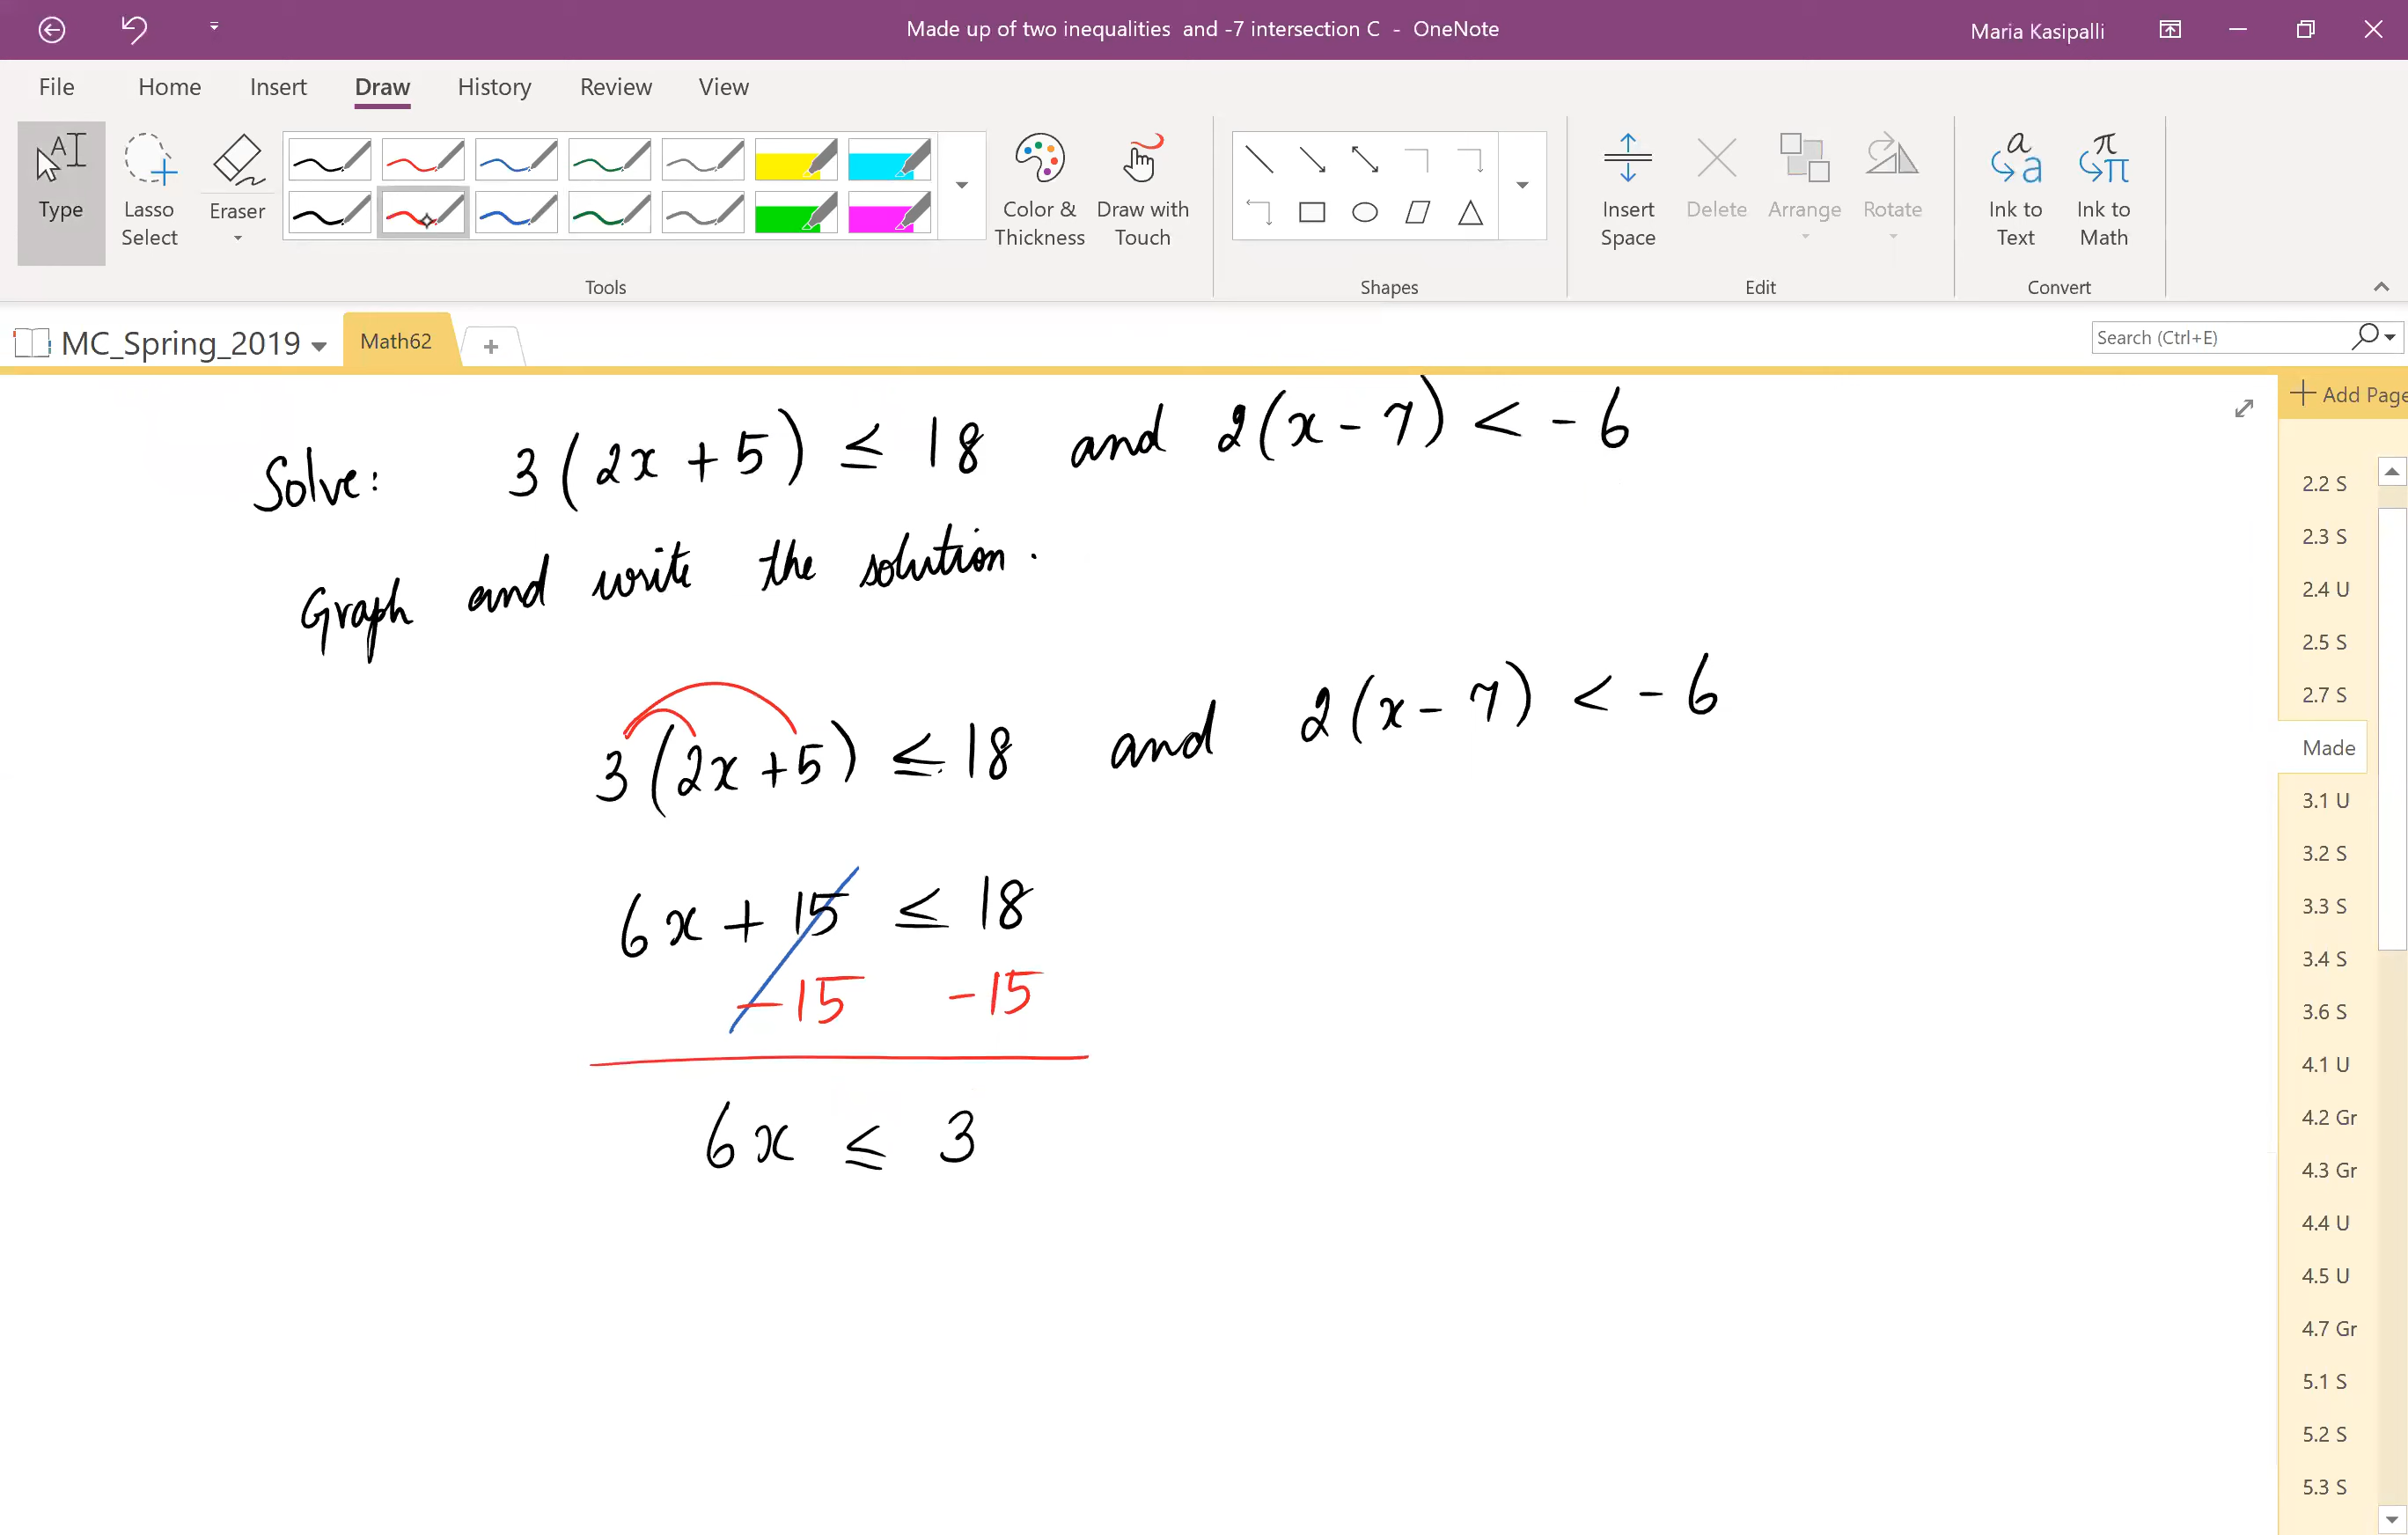 Made up of two inequalities and -7 intersection C - OneNote
Maria Kasipalli
File Home Insert Draw History Review View
Type
Lasso Select
Eraser
Color & Thickness
Draw with Touch
Insert Space
Delete
Arrange
Rotate
Ink to Text
Ink to Math
Tools
Shapes
Edit
Convert
MC_Spring_2019
Math62
Search (Ctrl+E)
Add Page
Solve: 3(2x + 5) ≤ 18 and 2(x - 7) < - 6
Graph and write the solution.
3(2x + 5) ≤ 18 and 2(x - 7) < - 6
6x + 15 ≤ 18
-15 -15
6x ≤ 3
2.2 S
2.3 S
2.4 U
2.5 S
2.7 S
Made
3.1 U
3.2 S
3.3 S
3.4 S
3.6 S
4.1 U
4.2 Gr
4.3 Gr
4.4 U
4.5 U
4.7 Gr
5.1 S
5.2 S
5.3 S